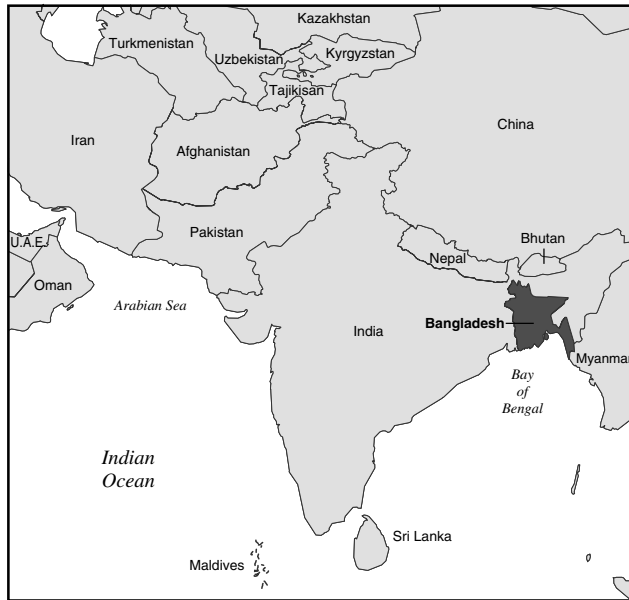 Kazakhstan
Turkmenistan
Uzbekistan
Kyrgyzstan
Tajikisan
China
Iran
Afghanistan
Pakistan
Nepal
Bhutan
U.A.E.
Oman
Arabian Sea
India
Bangladesh
Myanmar
Bay
of
Bengal
Indian
Ocean
Sri Lanka
Maldives